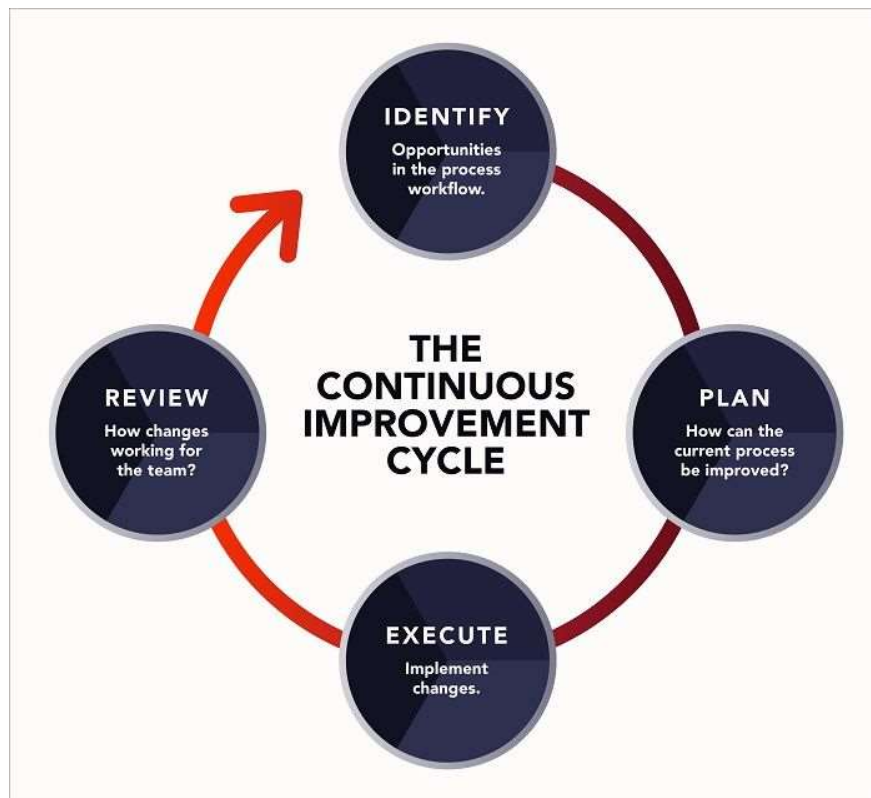 IDENTIFY
Opportunities
in the process
workflow.
THE
CONTINUOUS
IMPROVEMENT
CYCLE
REVIEW
How changes
working for
the team?
PLAN
How can the
current process
be improved?
EXECUTE
Implement
changes.